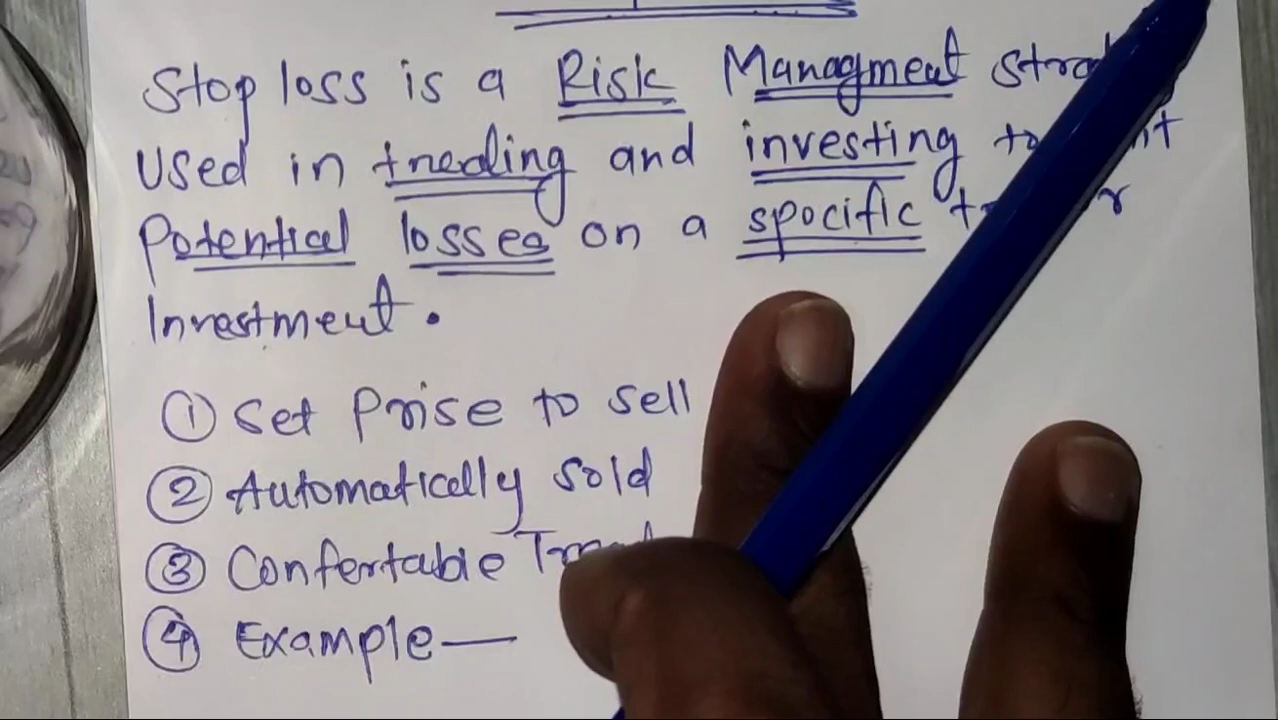 Stop loss is a Risk Managment
used in treding and investing
Potential losses on a spocific
Investment.
① Set Prise to sell
② Automatically sold
③ Confertable
④ Example—